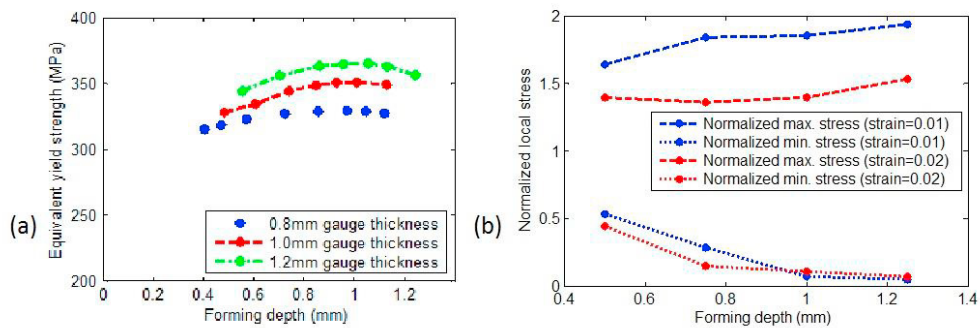 (a)
Equivalent yield strength (MPa)
400
350
300
250
200
0.8mm gauge thickness
1.0mm gauge thickness
1.2mm gauge thickness
0 0.2 0.4 0.6 0.8 1 1.2
Forming depth (mm)
(b)
Normalized local stress
2
1.5
1
0.5
0
Normalized max. stress (strain=0.01)
Normalized min. stress (strain=0.01)
Normalized max. stress (strain=0.02)
Normalized min. stress (strain=0.02)
0.4 0.6 0.8 1 1.2 1.4
Forming depth (mm)